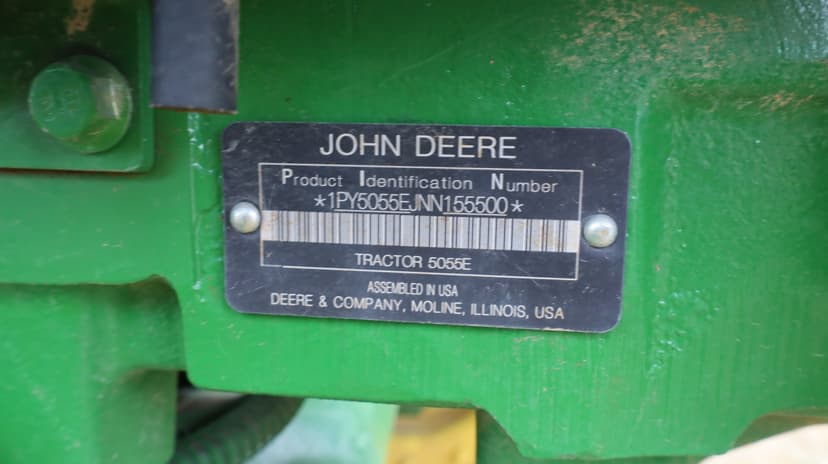 JOHN DEERE
Product Identification Number
*1PY5055EJNN155500*
TRACTOR 5055E
ASSEMBLED IN USA
DEERE & COMPANY, MOLINE, ILLINOIS, USA